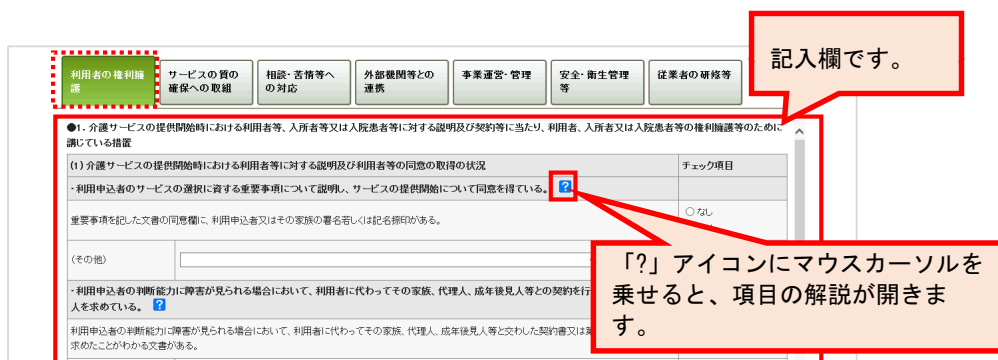 記入欄です。
利用者の権利擁
護
サービスの質の
確保への取組
相談・苦情等へ
の対応
外部機関等との
連携
事業運営・管理
安全・衛生管理
等
従業者の研修等
●1. 介護サービスの提供開始時における利用者等、入所者等又は入院患者等に対する説明及び契約等に当たり、利用者、入所者又は入院患者等の権利擁護等のために
講じている措置
(1) 介護サービスの提供開始時における利用者等に対する説明及び利用者等の同意の取得の状況
チェック項目
・利用申込者のサービスの選択に資する重要事項について説明し、サービスの提供開始について同意を得ている。 ?
重要事項を記した文書の同意欄に、利用申込者又はその家族の署名若しくは記名捺印がある。
○なし
(その他)
「?」アイコンにマウスカーソルを
乗せると、項目の解説が開きま
す。
・利用申込者の判断能力に障害が見られる場合において、利用者に代わってその家族、代理人、成年後見人等との契約を行
人を求めている。 ?
利用申込者の判断能力に障害が見られる場合において、利用者に代わってその家族、代理人、成年後見人等と交わした契約書又は
求めたことがわかる文書がある。